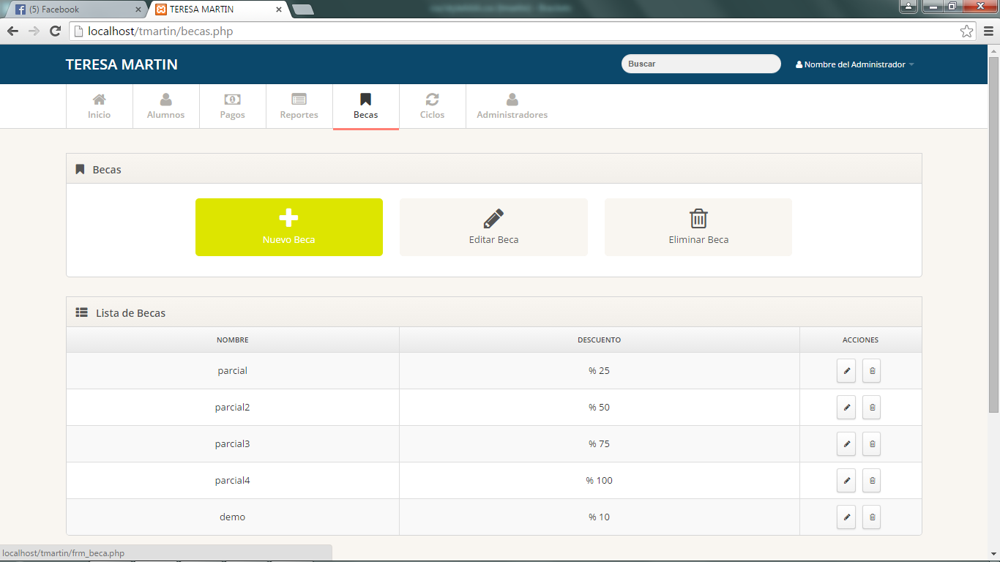 (5) Facebook
TERESA MARTIN
localhost/tmartin/becas.php
TERESA MARTIN
Buscar
Nombre del Administrador
Inicio
Alumnos
Pagos
Reportes
Becas
Ciclos
Administradores
Becas
Nuevo Beca
Editar Beca
Eliminar Beca
Lista de Becas
NOMBRE DESCUENTO ACCIONES
parcial % 25
parcial2 % 50
parcial3 % 75
parcial4 % 100
demo % 10
localhost/tmartin/frm_beca.php